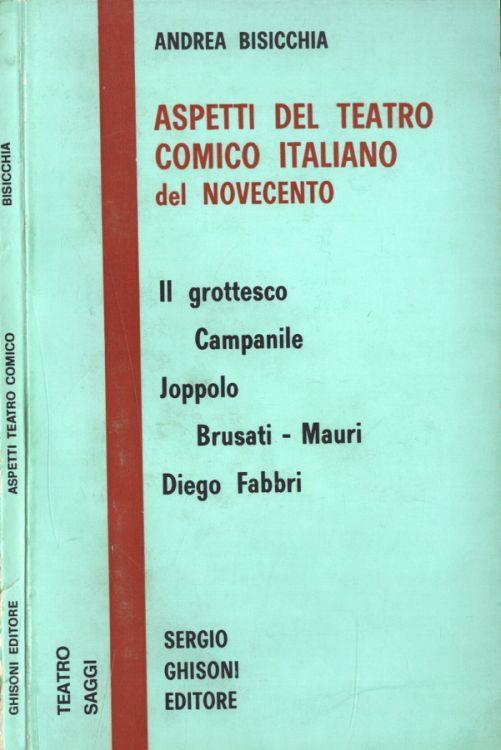 ANDREA BISICCHIA
ASPETTI DEL TEATRO
COMICO ITALIANO
del NOVECENTO
Il grottesco
Campanile
Joppolo
Brusati - Mauri
Diego Fabbri
SERGIO
GHISONI
EDITORE
TEATRO
SAGGI
GHISONI EDITORE ASPETTI TEATRO COMICO BISICCHIA